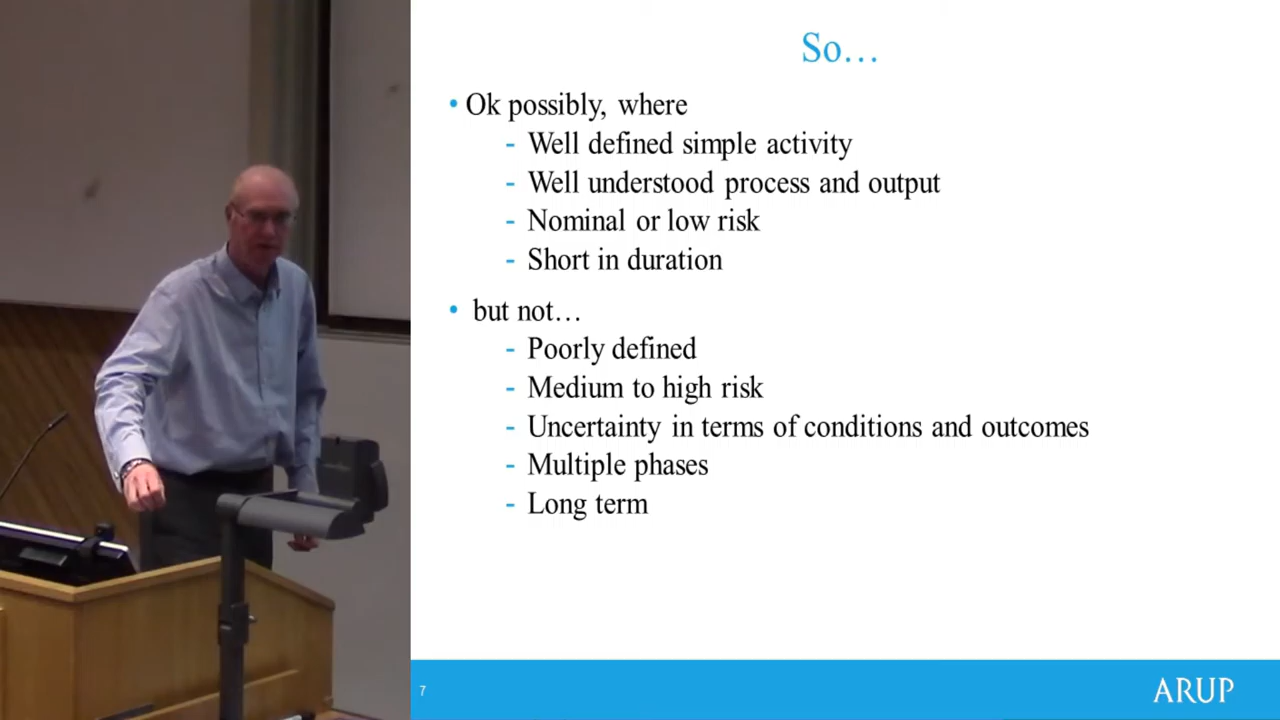 So…
• Ok possibly, where
- Well defined simple activity
- Well understood process and output
- Nominal or low risk
- Short in duration
• but not…
- Poorly defined
- Medium to high risk
- Uncertainty in terms of conditions and outcomes
- Multiple phases
- Long term
7
ARUP